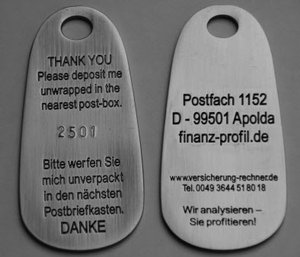 THANK YOU
Please deposit me
unwrapped in the
nearest post-box.
2501
Bitte werfen Sie
mich unverpackt
in den nächsten
Postbriefkasten.
DANKE
Postfach 1152
D - 99501 Apolda
finanz-profil.de
www.versicherung-rechner.de
Tel. 0049 3644 51 80 18
Wir analysieren –
Sie profitieren!